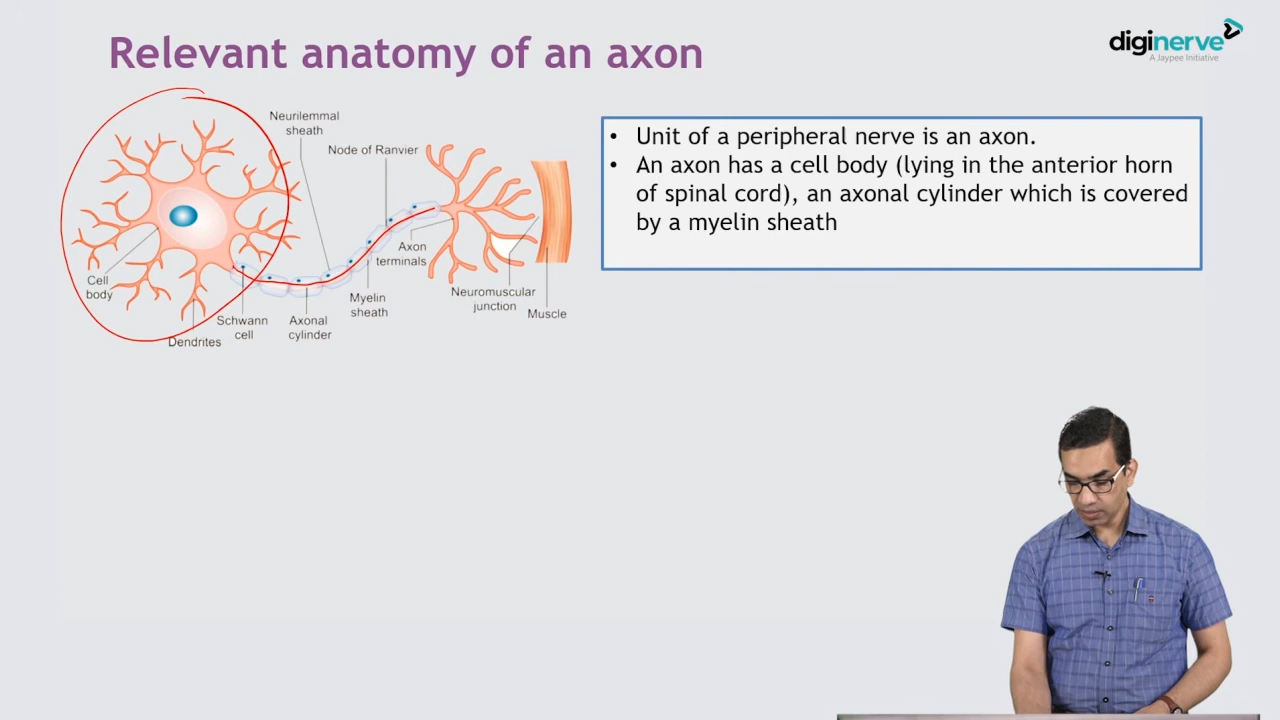 Relevant anatomy of an axon
diginerve
A Jaypee Initiative
Neurilemmal
sheath
Node of Ranvier
Axon
terminals
Cell
body
Schwann
cell
Dendrites
Axonal
cylinder
Myelin
sheath
Neuromuscular
junction
Muscle
• Unit of a peripheral nerve is an axon.
• An axon has a cell body (lying in the anterior horn
of spinal cord), an axonal cylinder which is covered
by a myelin sheath